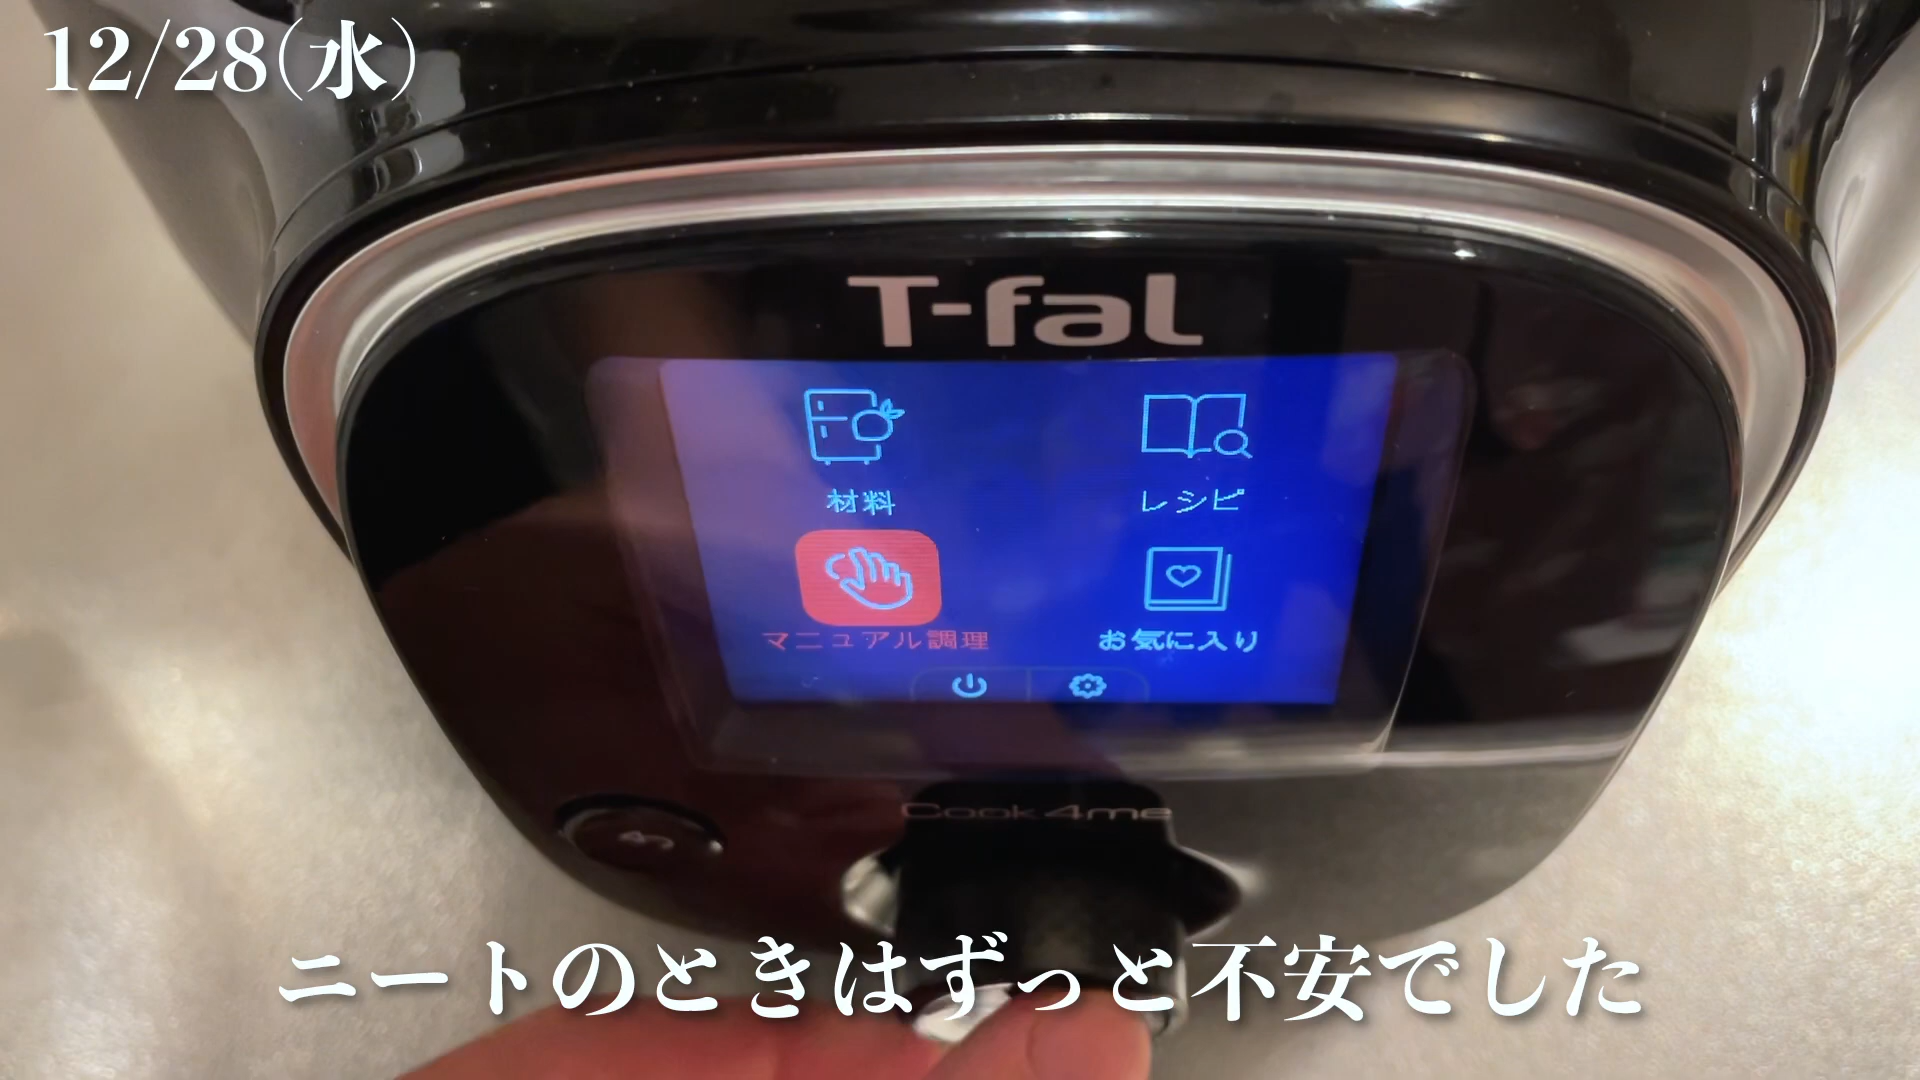 12/28(水)
T-fal
材料
レシピ
マニュアル調理
お気に入り
Cook4me
ニートのときはずっと不安でした